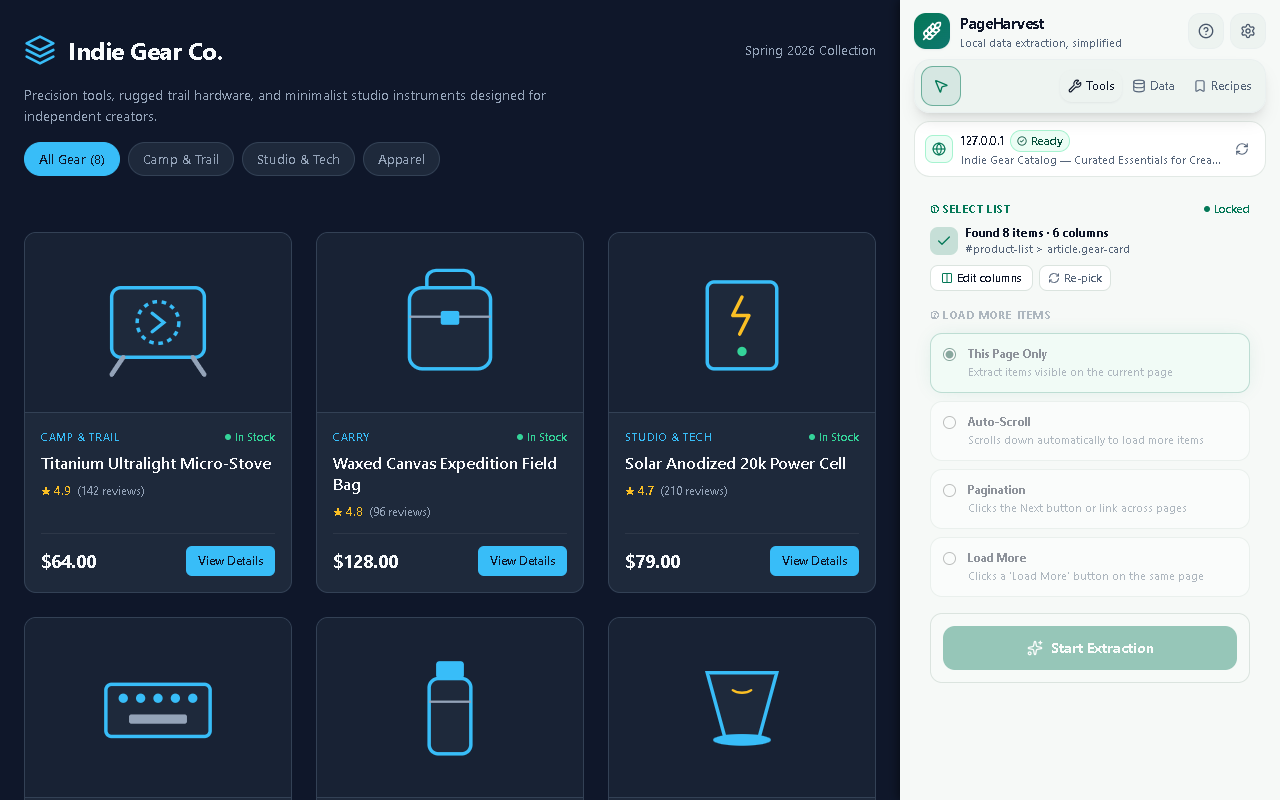 Indie Gear Co.
Spring 2026 Collection
Precision tools, rugged trail hardware, and minimalist studio instruments designed for
independent creators.
All Gear (8)
Camp & Trail
Studio & Tech
Apparel
CAMP & TRAIL
In Stock
Titanium Ultralight Micro-Stove
★ 4.9 (142 reviews)
$64.00
View Details
CARRY
In Stock
Waxed Canvas Expedition Field
Bag
★ 4.8 (96 reviews)
$128.00
View Details
STUDIO & TECH
In Stock
Solar Anodized 20k Power Cell
★ 4.7 (210 reviews)
$79.00
View Details
PageHarvest
Local data extraction, simplified
Tools
Data
Recipes
127.0.0.1
Ready
Indie Gear Catalog — Curated Essentials for Crea...
① SELECT LIST
Locked
Found 8 items · 6 columns
#product-list > article.gear-card
Edit columns
Re-pick
② LOAD MORE ITEMS
This Page Only
Extract items visible on the current page
Auto-Scroll
Scrolls down automatically to load more items
Pagination
Clicks the Next button or link across pages
Load More
Clicks a 'Load More' button on the same page
Start Extraction